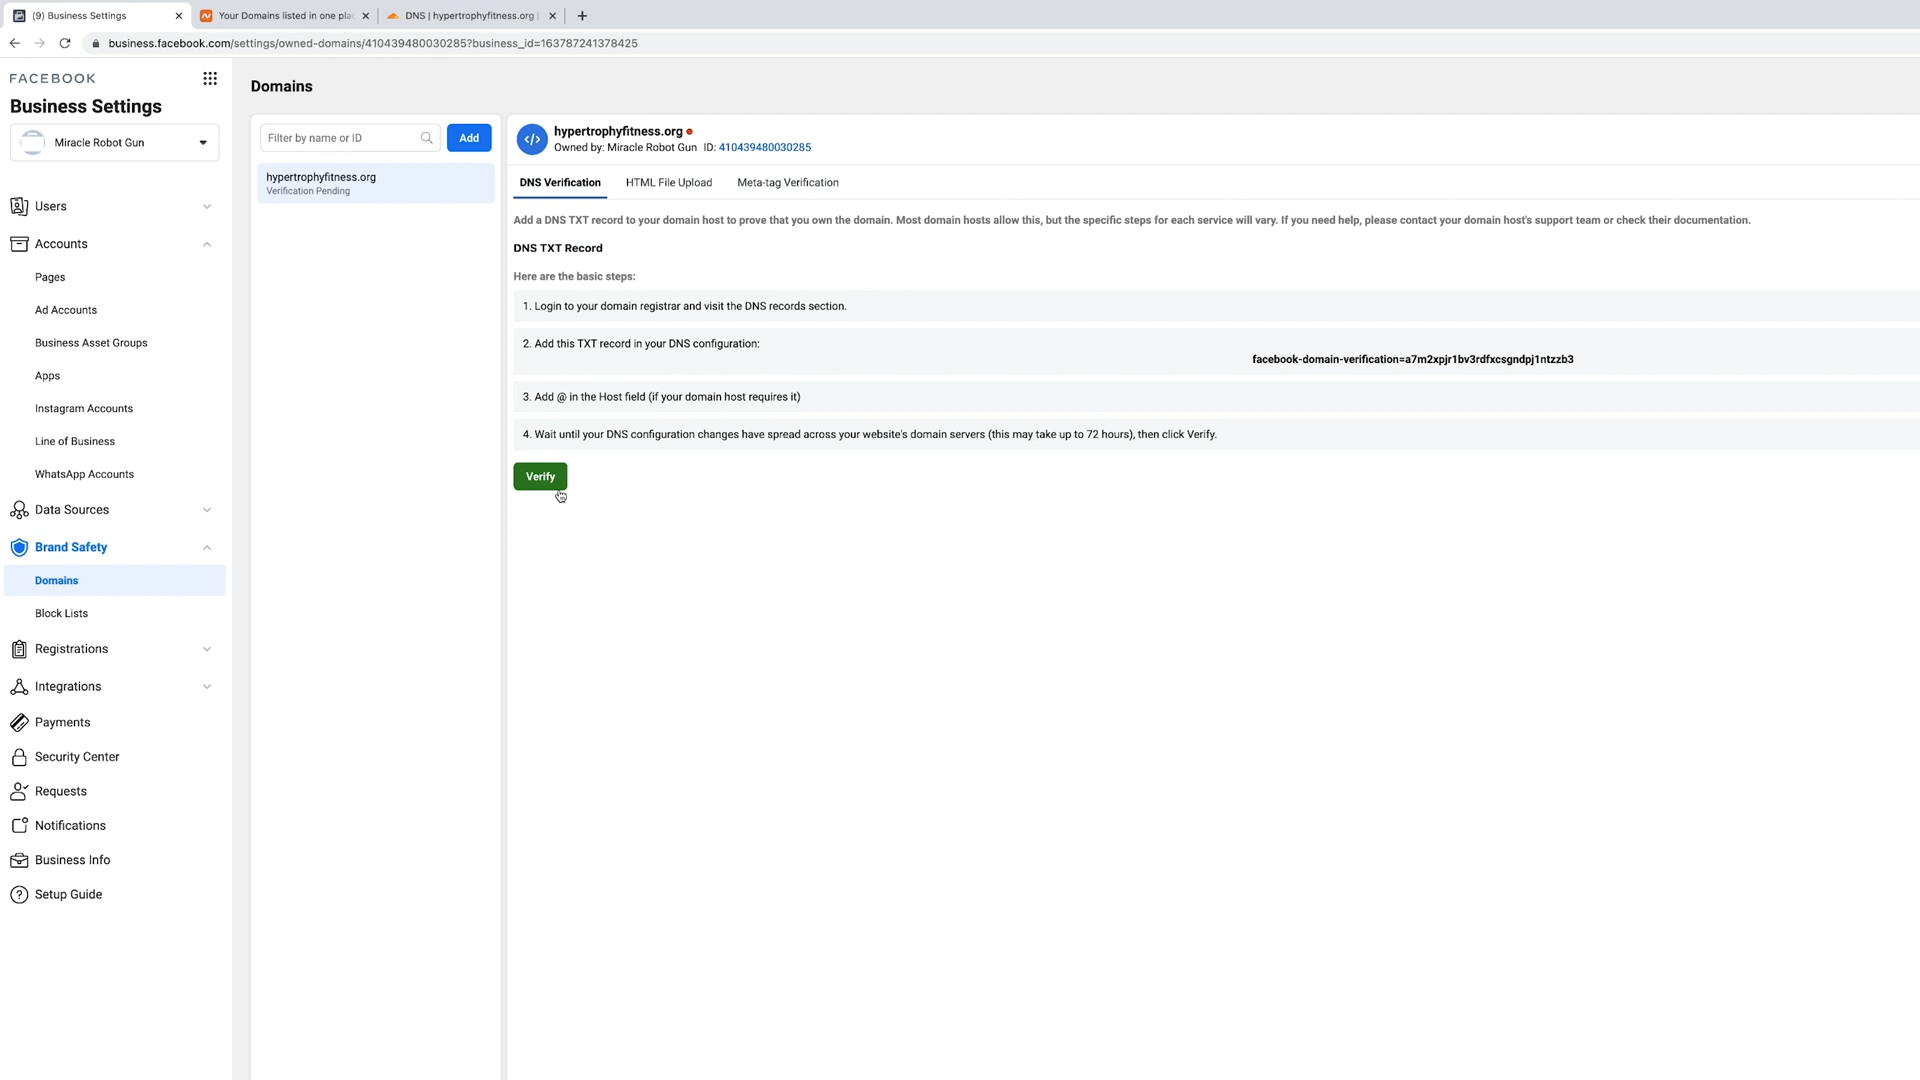 (9) Business Settings
Your Domains listed in one pla
DNS | hypertrophyfitness.org |
business.facebook.com/settings/owned-domains/410439480030285?business_id=163787241378425
FACEBOOK
Business Settings
Miracle Robot Gun
Users
Accounts
Pages
Ad Accounts
Business Asset Groups
Apps
Instagram Accounts
Line of Business
WhatsApp Accounts
Data Sources
Brand Safety
Domains
Block Lists
Registrations
Integrations
Payments
Security Center
Requests
Notifications
Business Info
Setup Guide
Domains
Filter by name or ID
Add
hypertrophyfitness.org
Verification Pending
hypertrophyfitness.org
Owned by: Miracle Robot Gun ID: 410439480030285
DNS Verification HTML File Upload Meta-tag Verification
Add a DNS TXT record to your domain host to prove that you own the domain. Most domain hosts allow this, but the specific steps for each service will vary. If you need help, please contact your domain host's support team or check their documentation.
DNS TXT Record
Here are the basic steps:
1. Login to your domain registrar and visit the DNS records section.
2. Add this TXT record in your DNS configuration:
facebook-domain-verification=a7m2xpjr1bv3rdfxcsgndpj1ntzzb3
3. Add @ in the Host field (if your domain host requires it)
4. Wait until your DNS configuration changes have spread across your website's domain servers (this may take up to 72 hours), then click Verify.
Verify